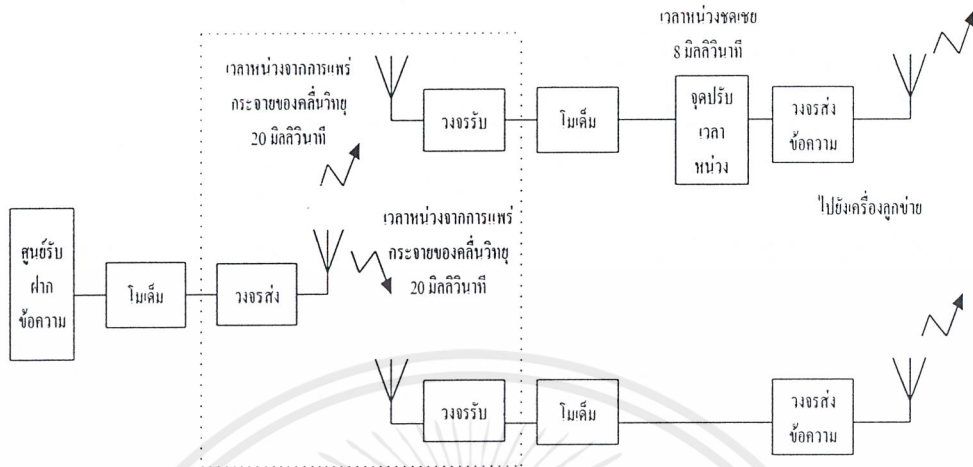 เวลาหน่วงชดเชย
8 มิลลิวินาที
เวลาหน่วงจากการแพร่
กระจายของคลื่นวิทยุ
20 มิลลิวินาที
วงจรรับ
โมเด็ม
จุดปรับ
เวลา
หน่วง
วงจรส่ง
ข้อความ
ไปยังเครื่องลูกข่าย
เวลาหน่วงจากการแพร่
กระจายของคลื่นวิทยุ
20 มิลลิวินาที
ศูนย์รับ
ฝาก
ข้อความ
โมเด็ม
วงจรส่ง
วงจรรับ
โมเด็ม
วงจรส่ง
ข้อความ